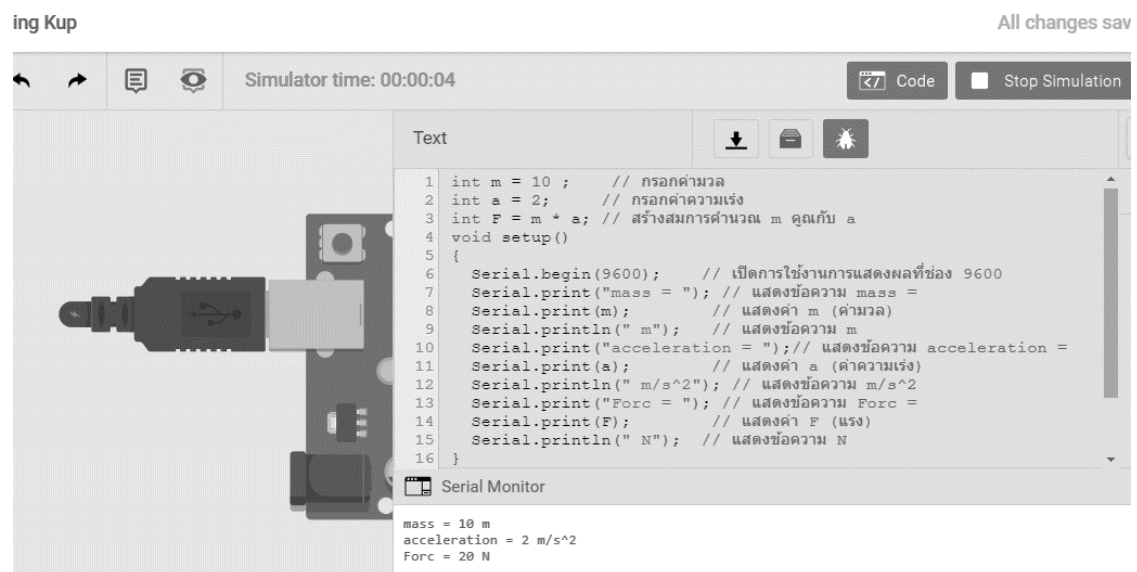 ing Kup
All changes sav
Simulator time: 00:00:04
Code
Stop Simulation
Text
1 int m = 10 ; // กรอกค่ามวล
2 int a = 2; // กรอกค่าความเร่ง
3 int F = m * a; // สร้างสมการคำนวณ m คูณกับ a
4 void setup()
5 {
6 Serial.begin(9600); // เปิดการใช้งานการแสดงผลที่ช่อง 9600
7 Serial.print("mass = "); // แสดงข้อความ mass =
8 Serial.print(m); // แสดงค่า m (ค่ามวล)
9 Serial.println(" m"); // แสดงข้อความ m
10 Serial.print("acceleration = ");// แสดงข้อความ acceleration =
11 Serial.print(a); // แสดงค่า a (ค่าความเร่ง)
12 Serial.println(" m/s^2"); // แสดงข้อความ m/s^2
13 Serial.print("Forc = "); // แสดงข้อความ Forc =
14 Serial.print(F); // แสดงค่า F (แรง)
15 Serial.println(" N"); // แสดงข้อความ N
16 }
Serial Monitor
mass = 10 m
acceleration = 2 m/s^2
Forc = 20 N